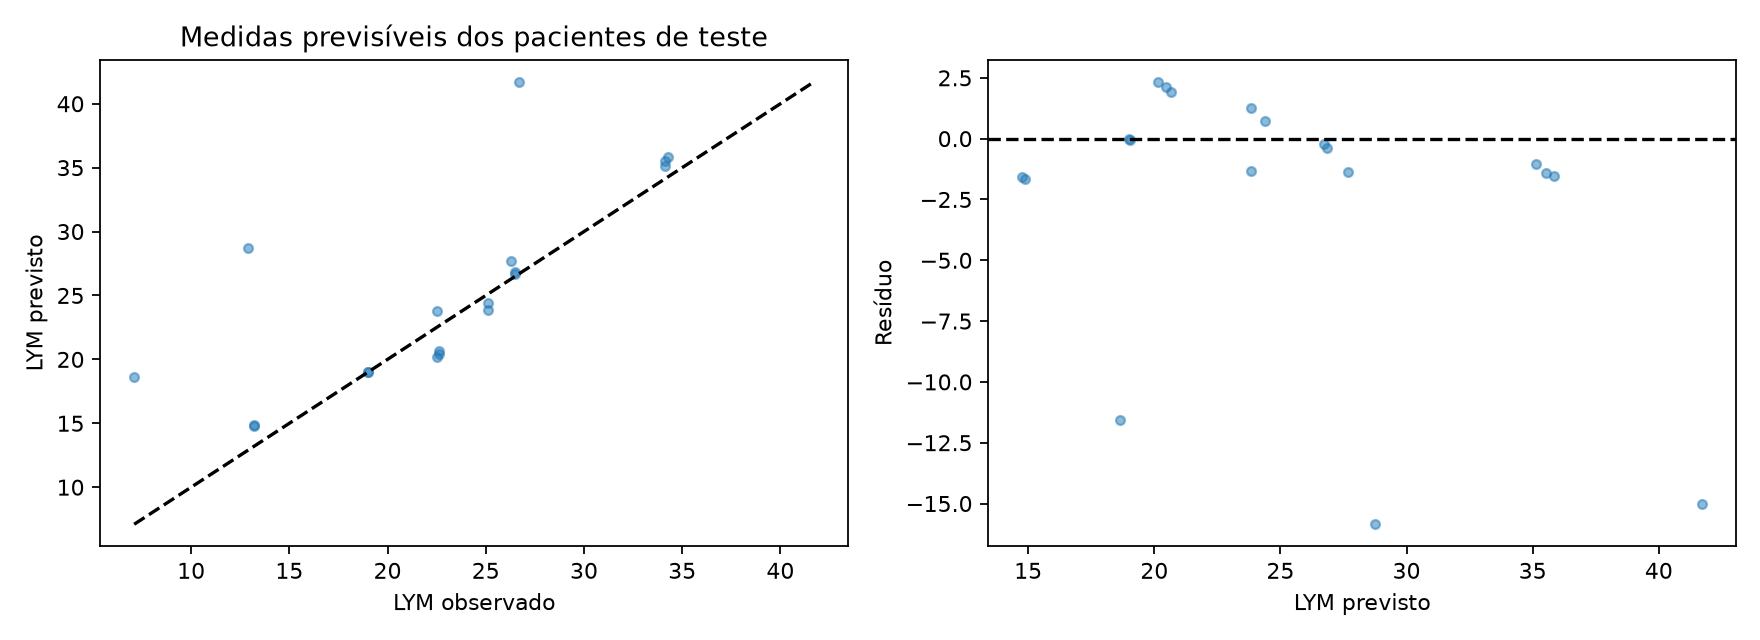 Medidas previsíveis dos pacientes de teste
LYM previsto
40
35
30
25
20
15
10
10 15 20 25 30 35 40
LYM observado
Resíduo
2.5
0.0
−2.5
−5.0
−7.5
−10.0
−12.5
−15.0
15 20 25 30 35 40
LYM previsto